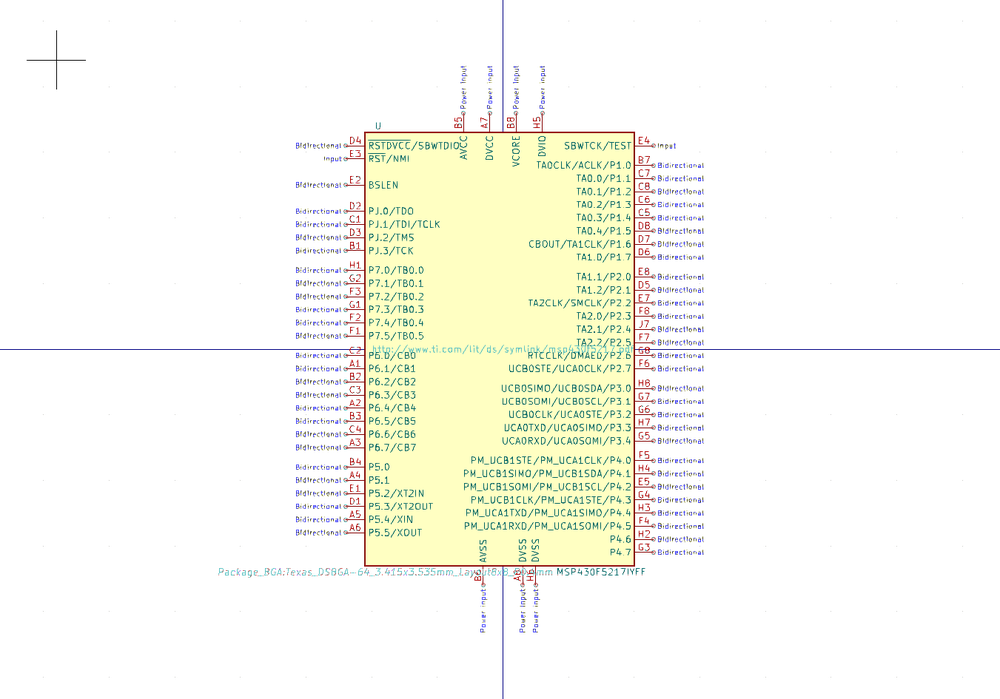 Power Input Power Input Power Input Power Input
B5 A7 B8 H5
U
AVCC DVCC VCORE DVIO
Bidirectional D4 RSTDVCC/SBWTDIO SBWTCK/TEST E4 Input
Input E3 RST/NMI
TA0CLK/ACLK/P1.0 B7 Bidirectional
TA0.0/P1.1 C7 Bidirectional
Bidirectional E2 BSLEN
TA0.1/P1.2 C8 Bidirectional
TA0.2/P1.3 C6 Bidirectional
Bidirectional D2 PJ.0/TDO
TA0.3/P1.4 C5 Bidirectional
Bidirectional C1 PJ.1/TDI/TCLK
TA0.4/P1.5 D8 Bidirectional
Bidirectional D3 PJ.2/TMS
CBOUT/TA1CLK/P1.6 D7 Bidirectional
Bidirectional B1 PJ.3/TCK
TA1.0/P1.7 D6 Bidirectional
Bidirectional H1 P7.0/TB0.0
TA1.1/P2.0 E8 Bidirectional
Bidirectional G2 P7.1/TB0.1
TA1.2/P2.1 D5 Bidirectional
Bidirectional F3 P7.2/TB0.2
TA2CLK/SMCLK/P2.2 E7 Bidirectional
Bidirectional G1 P7.3/TB0.3
TA2.0/P2.3 F8 Bidirectional
Bidirectional F2 P7.4/TB0.4
TA2.1/P2.4 J7 Bidirectional
Bidirectional F1 P7.5/TB0.5
TA2.2/P2.5 F7 Bidirectional
http://www.ti.com/lit/ds/symlink/msp430f5217.pdf
Bidirectional C2 P6.0/CB0 RTCCLK/DMAE0/P2.6 G8 Bidirectional
Bidirectional A1 P6.1/CB1 UCB0STE/UCA0CLK/P2.7 F6 Bidirectional
Bidirectional B2 P6.2/CB2
UCB0SIMO/UCB0SDA/P3.0 H8 Bidirectional
Bidirectional C3 P6.3/CB3
UCB0SOMI/UCB0SCL/P3.1 G7 Bidirectional
Bidirectional A2 P6.4/CB4
UCB0CLK/UCA0STE/P3.2 G6 Bidirectional
Bidirectional B3 P6.5/CB5
UCA0TXD/UCA0SIMO/P3.3 H7 Bidirectional
Bidirectional C4 P6.6/CB6
UCA0RXD/UCA0SOMI/P3.4 G5 Bidirectional
Bidirectional A3 P6.7/CB7
PM_UCB1STE/PM_UCA1CLK/P4.0 F5 Bidirectional
Bidirectional B4 P5.0
PM_UCB1SIMO/PM_UCB1SDA/P4.1 H4 Bidirectional
Bidirectional A4 P5.1
PM_UCB1SOMI/PM_UCB1SCL/P4.2 E5 Bidirectional
Bidirectional E1 P5.2/XT2IN
PM_UCB1CLK/PM_UCA1STE/P4.3 G4 Bidirectional
Bidirectional D1 P5.3/XT2OUT
PM_UCA1TXD/PM_UCA1SIMO/P4.4 H3 Bidirectional
Bidirectional A5 P5.4/XIN
PM_UCA1RXD/PM_UCA1SOMI/P4.5 F4 Bidirectional
Bidirectional A6 P5.5/XOUT
P4.6 H2 Bidirectional
P4.7 G3 Bidirectional
AVSS DVSS DVSS
Package_BGA:Texas_DSBGA-64_3.415x3.535mm_Layout8x8_ MSP430F5217IYFF
Power Input Power Input Power Input